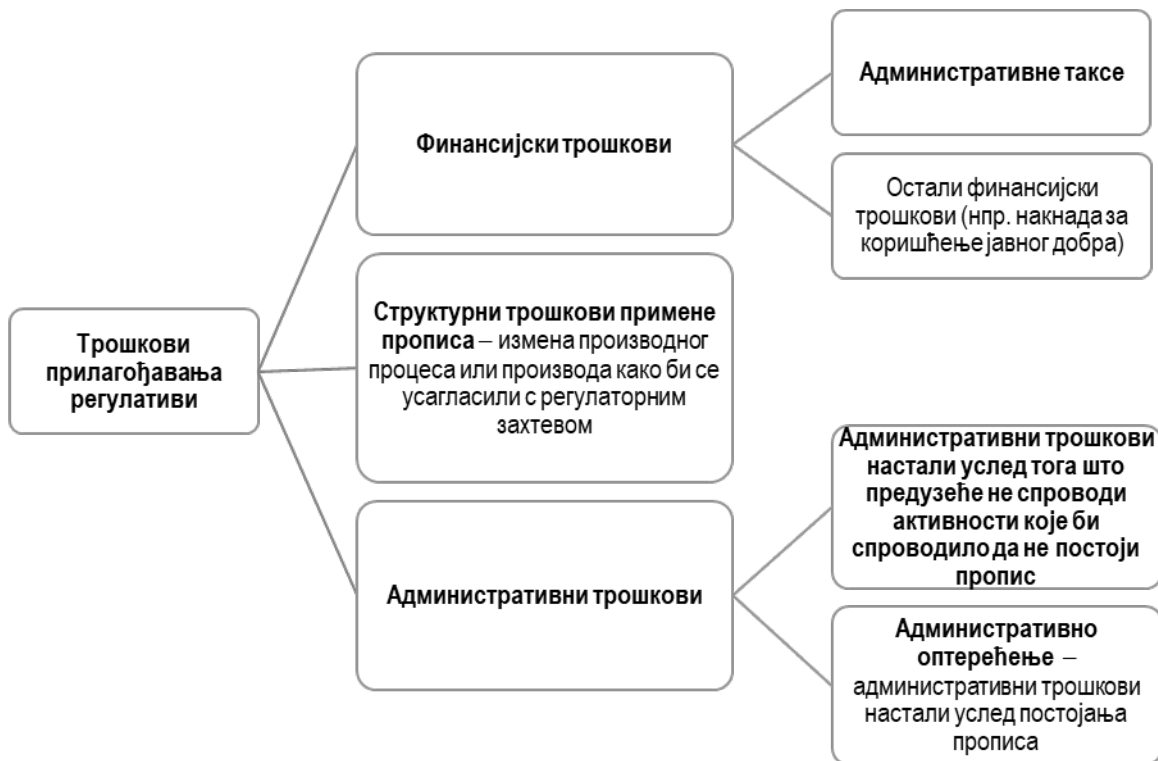 Трошкови
прилагођавања
регулативи
Финансијски трошкови
Административне таксе
Остали финансијски
трошкови (нпр. накнада за
коришћење јавног добра)
Структурни трошкови примене
прописа – измена производног
процеса или производа како би се
усагласили с регулаторним
захтевом
Административни трошкови
Административни трошкови
настали услед тога што
предузеће не спроводи
активности које би
спроводило да не постоји
пропис
Административно
оптерећење –
административни трошкови
настали услед постојања
прописа